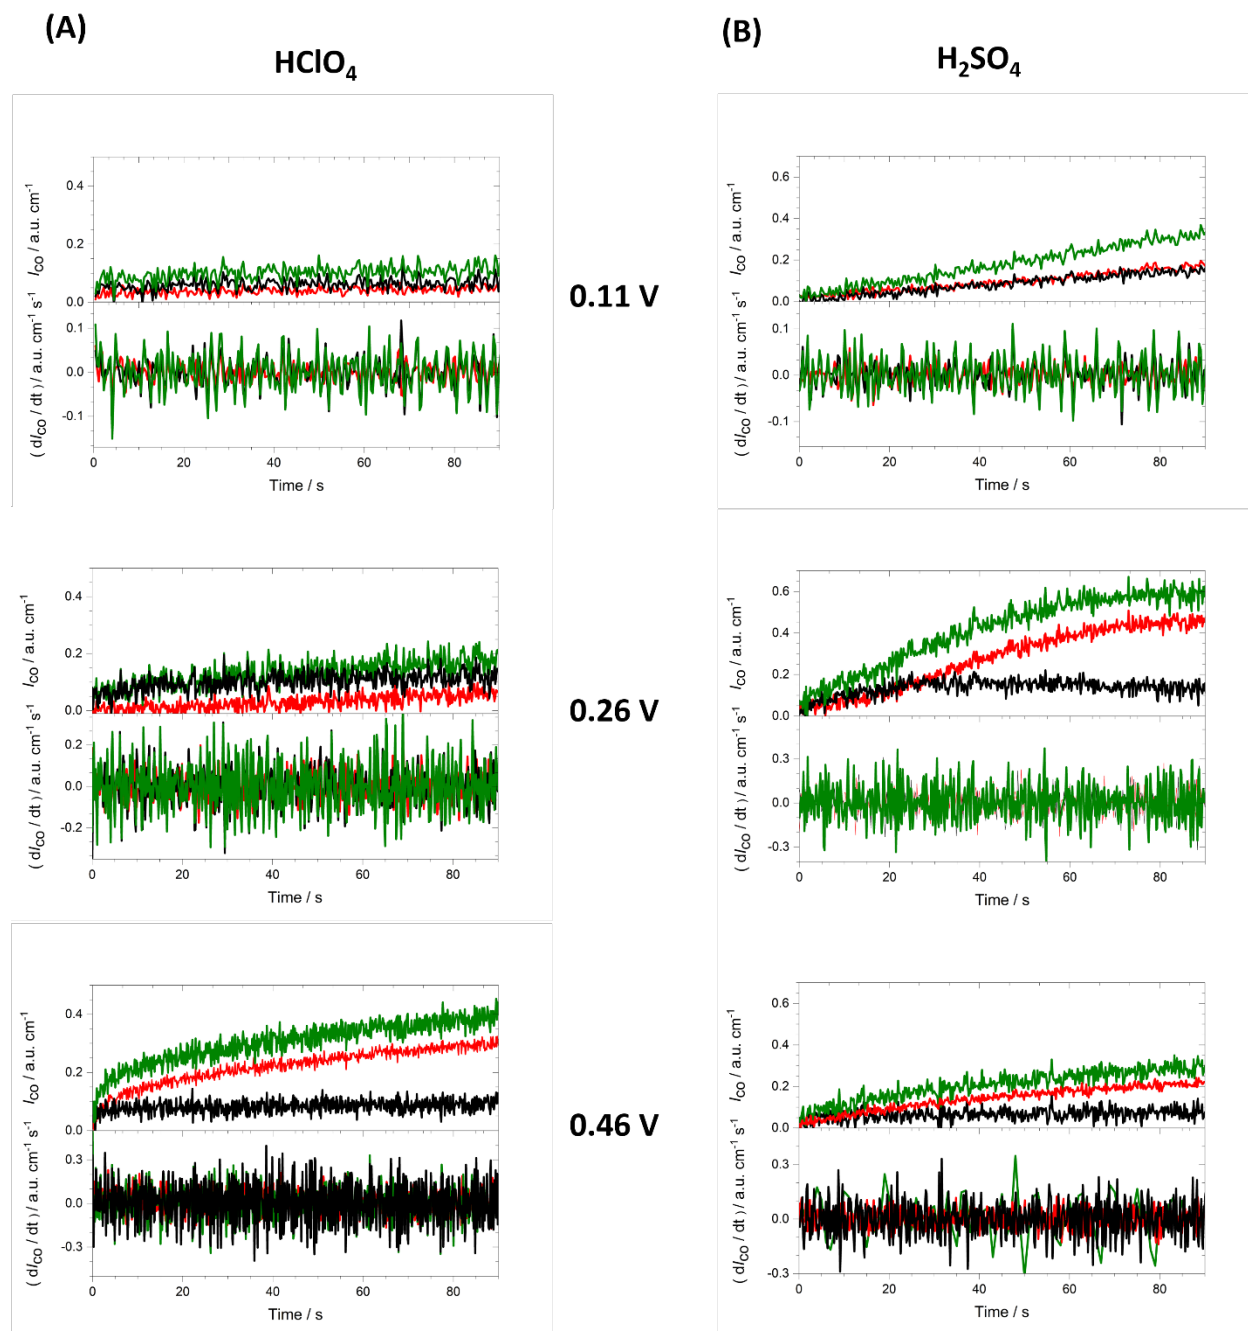 (A)
HClO4
(B)
H2SO4
ICO / a.u. cm-1
0.4
0.2
0.0
( dICO / dt ) / a.u. cm-1 s-1
0.1
0.0
-0.1
0 20 40 60 80
Time / s
0.11 V
ICO / a.u. cm-1
0.6
0.4
0.2
0.0
( dICO / dt ) / a.u. cm-1 s-1
0.1
0.0
-0.1
0 20 40 60 80
Time / s
ICO / a.u. cm-1
0.4
0.2
0.0
( dICO / dt ) / a.u. cm-1 s-1
0.2
0.0
-0.2
0 20 40 60 80
Time / s
0.26 V
ICO / a.u. cm-1
0.6
0.4
0.2
0.0
( dICO / dt ) / a.u. cm-1 s-1
0.3
0.0
-0.3
0 20 40 60 80
Time / s
ICO / a.u. cm-1
0.4
0.2
0.0
( dICO / dt ) / a.u. cm-1 s-1
0.3
0.0
-0.3
0 20 40 60 80
Time / s
0.46 V
ICO / a.u. cm-1
0.6
0.4
0.2
0.0
( dICO / dt ) / a.u. cm-1 s-1
0.3
0.0
-0.3
0 20 40 60 80
Time / s